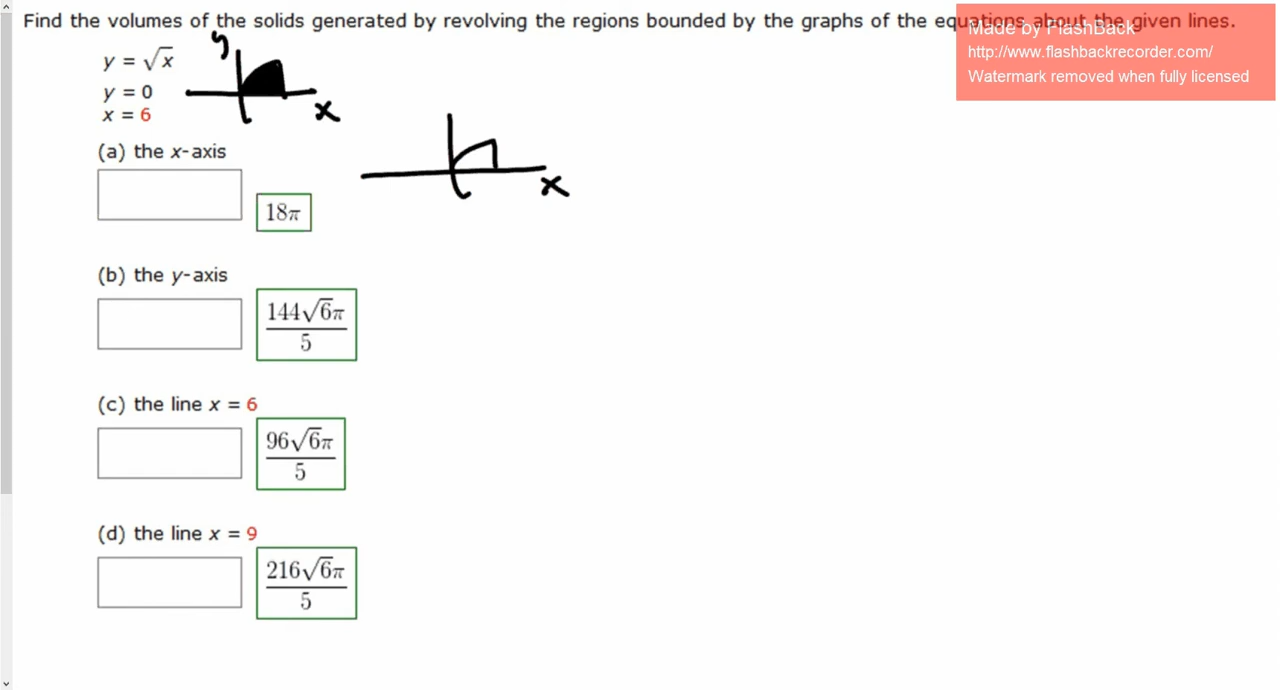 Find the volumes of the solids generated by revolving the regions bounded by the graphs of the equations about the given lines.
Made by FlashBack
http://www.flashbackrecorder.com/
Watermark removed when fully licensed
y = √x
y = 0
x = 6
y
x
(a) the x-axis
18π
x
(b) the y-axis
144√6π
5
(c) the line x = 6
96√6π
5
(d) the line x = 9
216√6π
5